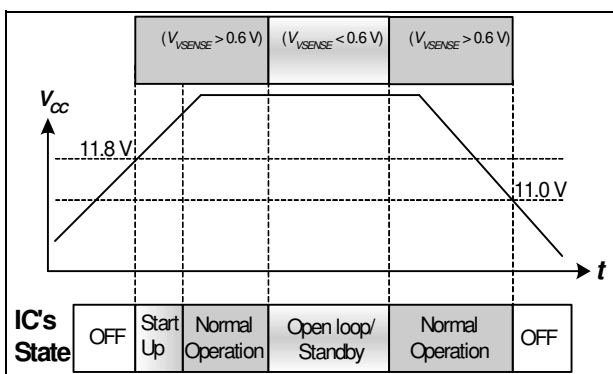 (VVSENSE > 0.6 V) (VVSENSE < 0.6 V) (VVSENSE > 0.6 V)
VCC
11.8 V
11.0 V
t
IC's State
OFF
Start Up
Normal Operation
Open loop/ Standby
Normal Operation
OFF